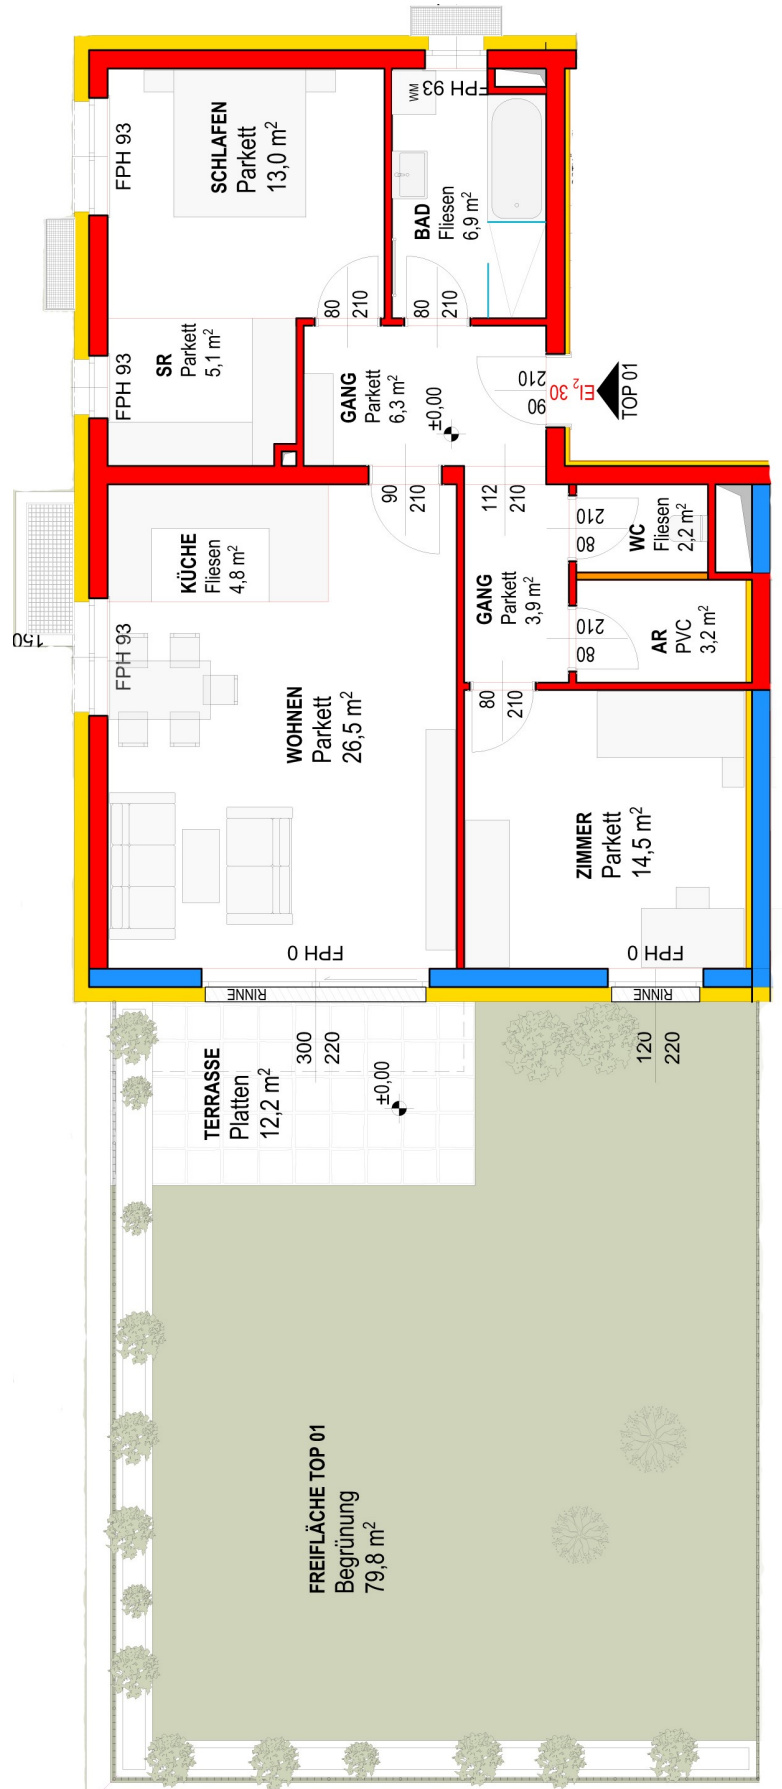 SCHLAFEN
Parkett
13,0 m²
FPH 93
WM
FPH 93
BAD
Fliesen
6,9 m²
80
210
80
210
SR
Parkett
5,1 m²
FPH 93
GANG
Parkett
6,3 m²
±0,00
90
210
EI₂ 30
TOP 01
KÜCHE
Fliesen
4,8 m²
90
210
112
210
WC
Fliesen
2,2 m²
80
210
GANG
Parkett
3,9 m²
AR
PVC
3,2 m²
80
210
150
FPH 93
WOHNEN
Parkett
26,5 m²
80
210
ZIMMER
Parkett
14,5 m²
FPH 0
FPH 0
RINNE
RINNE
300
220
120
220
TERRASSE
Platten
12,2 m²
±0,00
FREIFLÄCHE TOP 01
Begrünung
79,8 m²